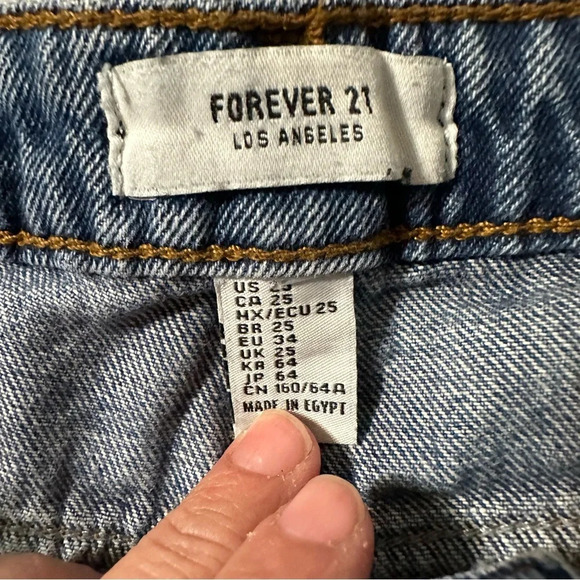 FOREVER 21
LOS ANGELES
US 25
CA 25
MX/ECU 25
BR 25
EU 34
UK 25
KR 64
JP 64
CN 160/64A
MADE IN EGYPT